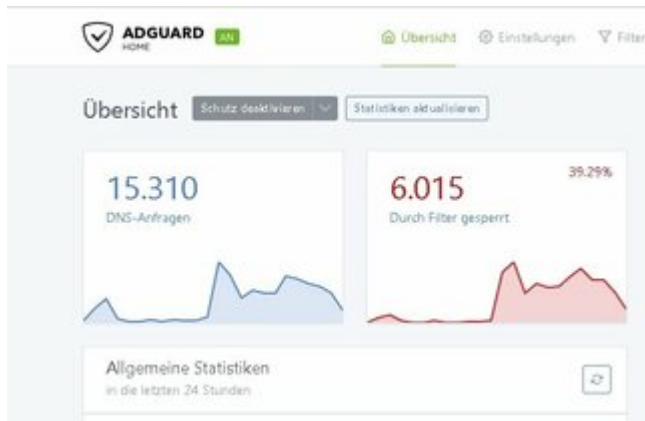 ADGUARD AN
HOME
Übersicht Einstellungen Filter
Übersicht Schutz deaktivieren Statistiken aktualisieren
15.310
DNS-Anfragen
6.015 39.29%
Durch Filter gesperrt
Allgemeine Statistiken
in die letzten 24 Stunden